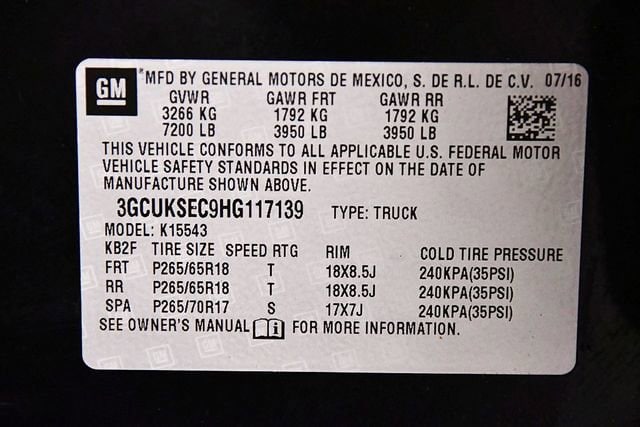 GM *MFD BY GENERAL MOTORS DE MEXICO, S. DE R.L. DE C.V. 07/16
GVWR GAWR FRT GAWR RR
3266 KG 1792 KG 1792 KG
7200 LB 3950 LB 3950 LB
THIS VEHICLE CONFORMS TO ALL APPLICABLE U.S. FEDERAL MOTOR
VEHICLE SAFETY STANDARDS IN EFFECT ON THE DATE OF
MANUFACTURE SHOWN ABOVE.
3GCUKSEC9HG117139 TYPE: TRUCK
MODEL: K15543
KB2F TIRE SIZE SPEED RTG RIM COLD TIRE PRESSURE
FRT P265/65R18 T 18X8.5J 240KPA(35PSI)
RR P265/65R18 T 18X8.5J 240KPA(35PSI)
SPA P265/70R17 S 17X7J 240KPA(35PSI)
SEE OWNER'S MANUAL FOR MORE INFORMATION.